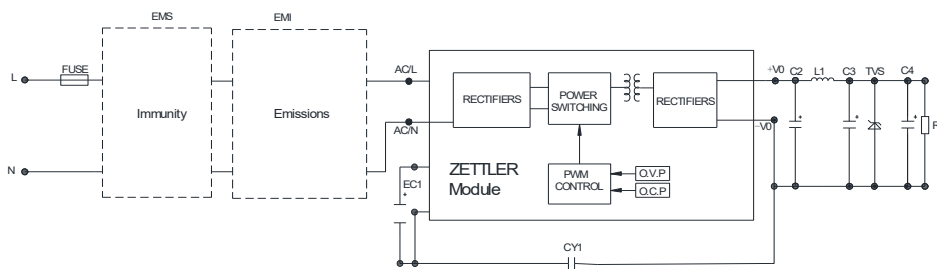 EMS
EMI
FUSE
L
N
Immunity
Emissions
AC/L
AC/N
EC1
+
RECTIFIERS
POWER
SWITCHING
RECTIFIERS
ZETTLER
Module
PWM
CONTROL
O.V.P
O.C.P
+V0
-V0
C2
L1
C3
TVS
C4
+
+
+
R
CY1